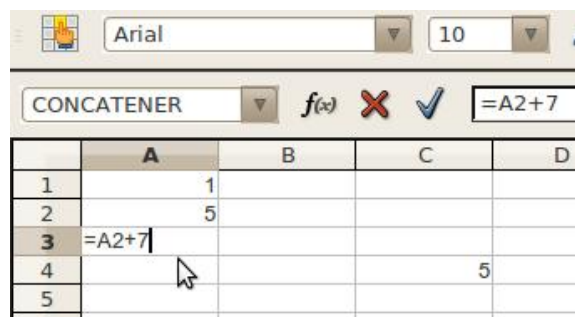 Arial 10
CONCATENER f(x) =A2+7
A B C D
1 1
2 5
3 =A2+7
4 5
5